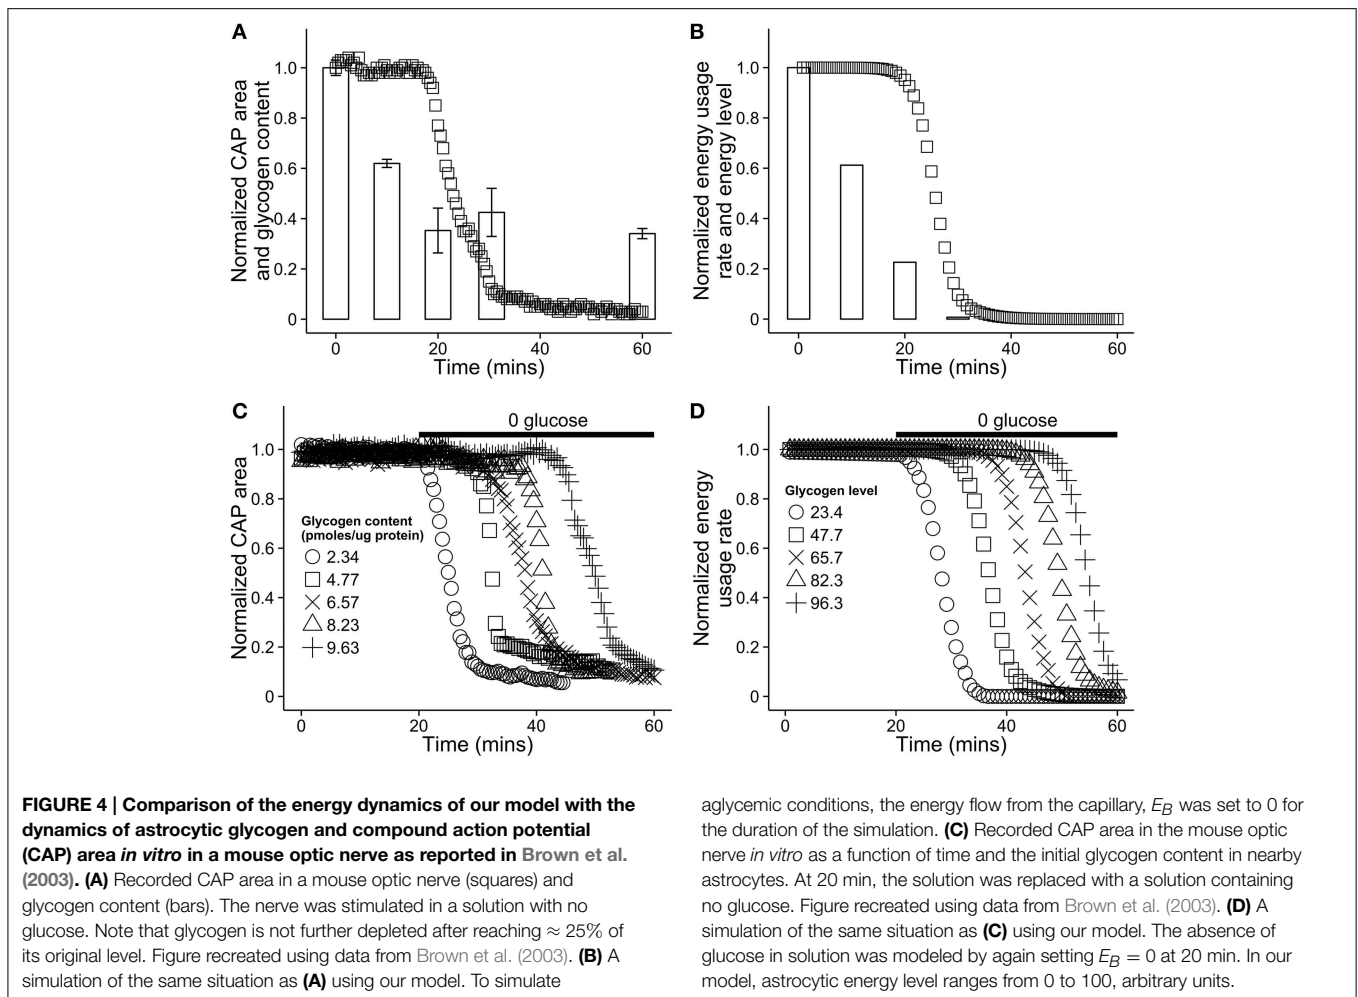 A
Normalized CAP area
and glycogen content
1.0
0.8
0.6
0.4
0.2
0
0
20
40
60
Time (mins)
B
Normalized energy usage
rate and energy level
1.0
0.8
0.6
0.4
0.2
0
0
20
40
60
Time (mins)
C
0 glucose
Normalized CAP area
1.0
0.8
0.6
0.4
0.2
0
Glycogen content
(pmoles/ug protein)
2.34
4.77
6.57
8.23
9.63
0
20
40
60
Time (mins)
D
0 glucose
Normalized energy
usage rate
1.0
0.8
0.6
0.4
0.2
0
Glycogen level
23.4
47.7
65.7
82.3
96.3
0
20
40
60
Time (mins)
FIGURE 4 | Comparison of the energy dynamics of our model with the
dynamics of astrocytic glycogen and compound action potential
(CAP) area in vitro in a mouse optic nerve as reported in Brown et al.
(2003). (A) Recorded CAP area in a mouse optic nerve (squares) and
glycogen content (bars). The nerve was stimulated in a solution with no
glucose. Note that glycogen is not further depleted after reaching ≈ 25% of
its original level. Figure recreated using data from Brown et al. (2003). (B) A
simulation of the same situation as (A) using our model. To simulate
aglycemic conditions, the energy flow from the capillary, E_B was set to 0 for
the duration of the simulation. (C) Recorded CAP area in the mouse optic
nerve in vitro as a function of time and the initial glycogen content in nearby
astrocytes. At 20 min, the solution was replaced with a solution containing
no glucose. Figure recreated using data from Brown et al. (2003). (D) A
simulation of the same situation as (C) using our model. The absence of
glucose in solution was modeled by again setting E_B = 0 at 20 min. In our
model, astrocytic energy level ranges from 0 to 100, arbitrary units.